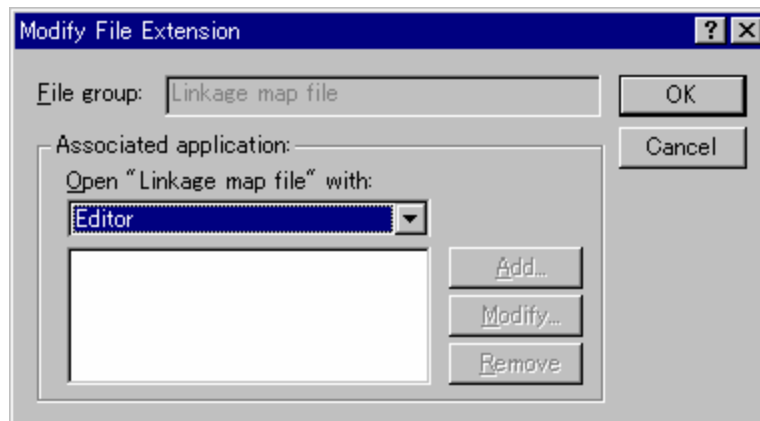 Modify File Extension
File group: Linkage map file
OK
Associated application:
Cancel
Open "Linkage map file" with:
Editor
Add...
Modify...
Remove